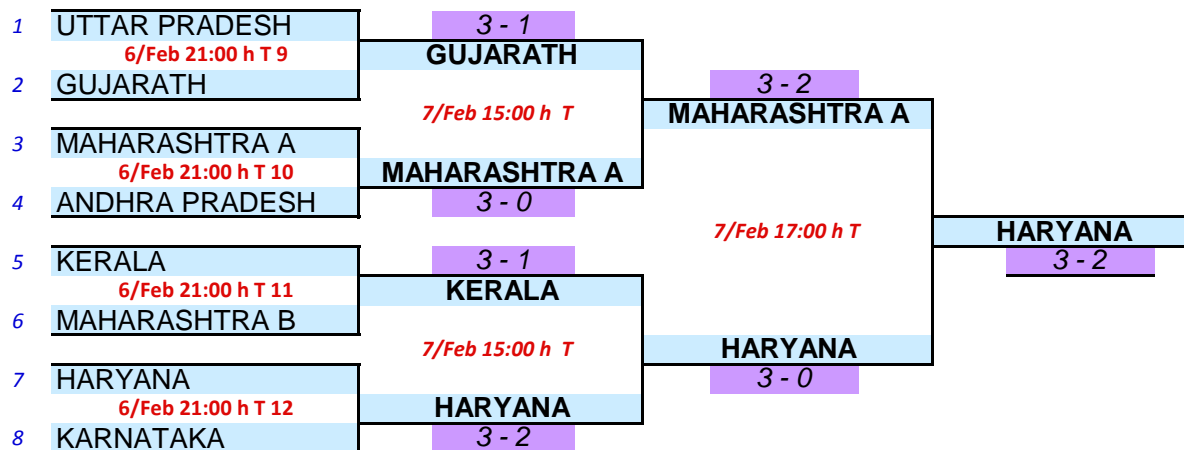 1 UTTAR PRADESH 3 - 1
6/Feb 21:00 h T 9 GUJARATH
2 GUJARATH 3 - 2
7/Feb 15:00 h T MAHARASHTRA A
3 MAHARASHTRA A
6/Feb 21:00 h T 10 MAHARASHTRA A
4 ANDHRA PRADESH 3 - 0
7/Feb 17:00 h T HARYANA
5 KERALA 3 - 1 3 - 2
6/Feb 21:00 h T 11 KERALA
6 MAHARASHTRA B
7/Feb 15:00 h T HARYANA
7 HARYANA 3 - 0
6/Feb 21:00 h T 12 HARYANA
8 KARNATAKA 3 - 2